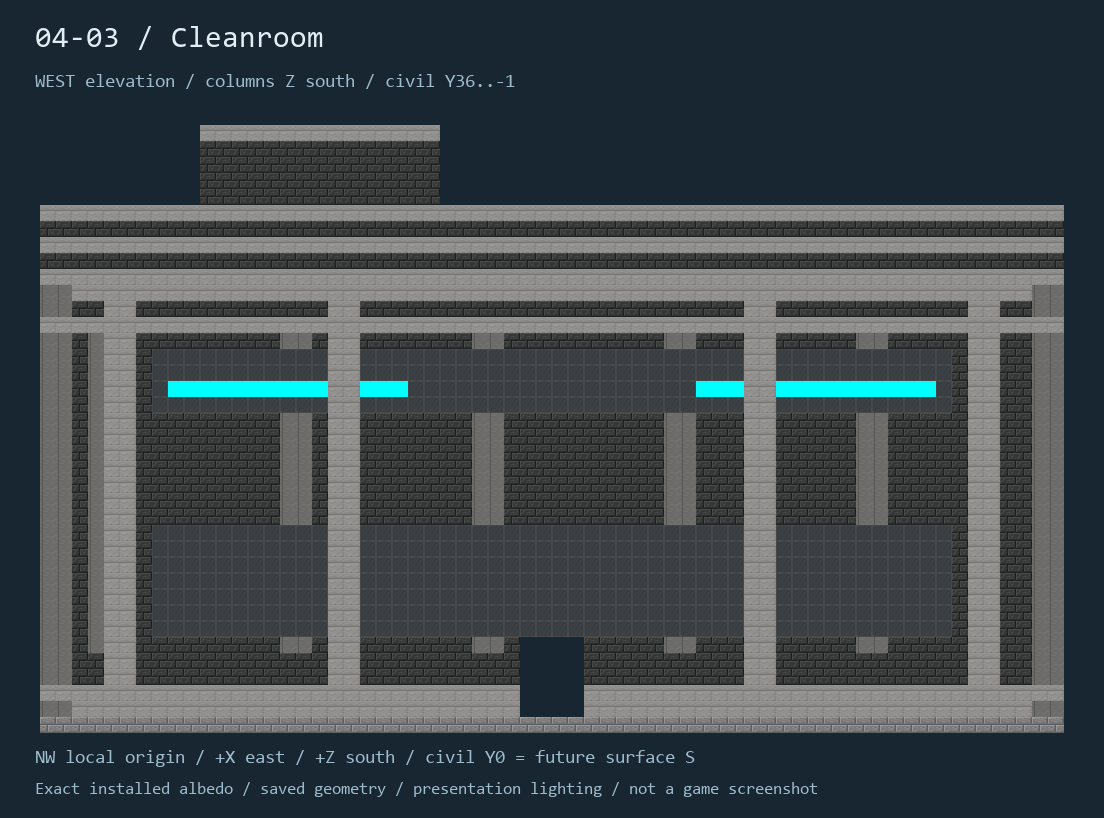 04-03 / Cleanroom
WEST elevation / columns Z south / civil Y36..-1
NW local origin / +X east / +Z south / civil Y0 = future surface S
Exact installed albedo / saved geometry / presentation lighting / not a game screenshot